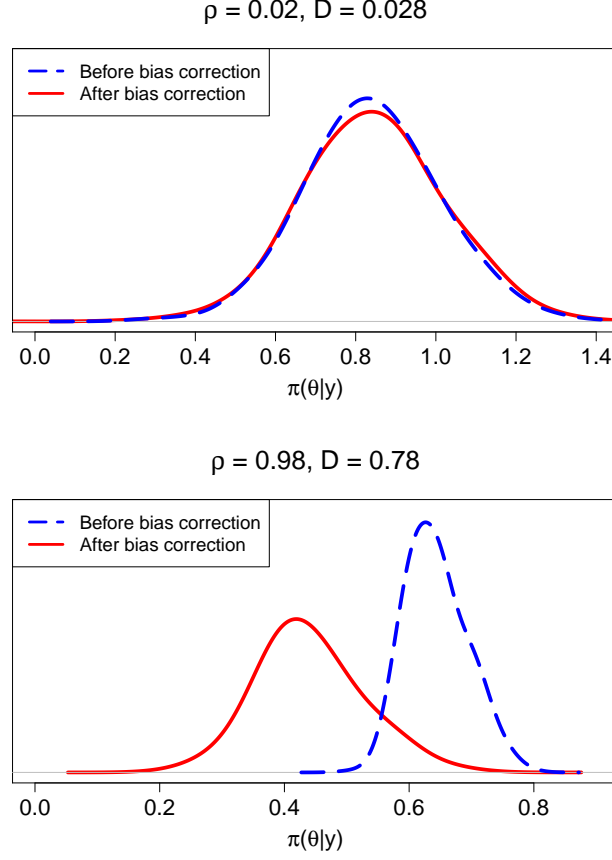 ρ = 0.02, D = 0.028
Before bias correction
After bias correction
0.0 0.2 0.4 0.6 0.8 1.0 1.2 1.4
π(θ|y)
ρ = 0.98, D = 0.78
Before bias correction
After bias correction
0.0 0.2 0.4 0.6 0.8
π(θ|y)